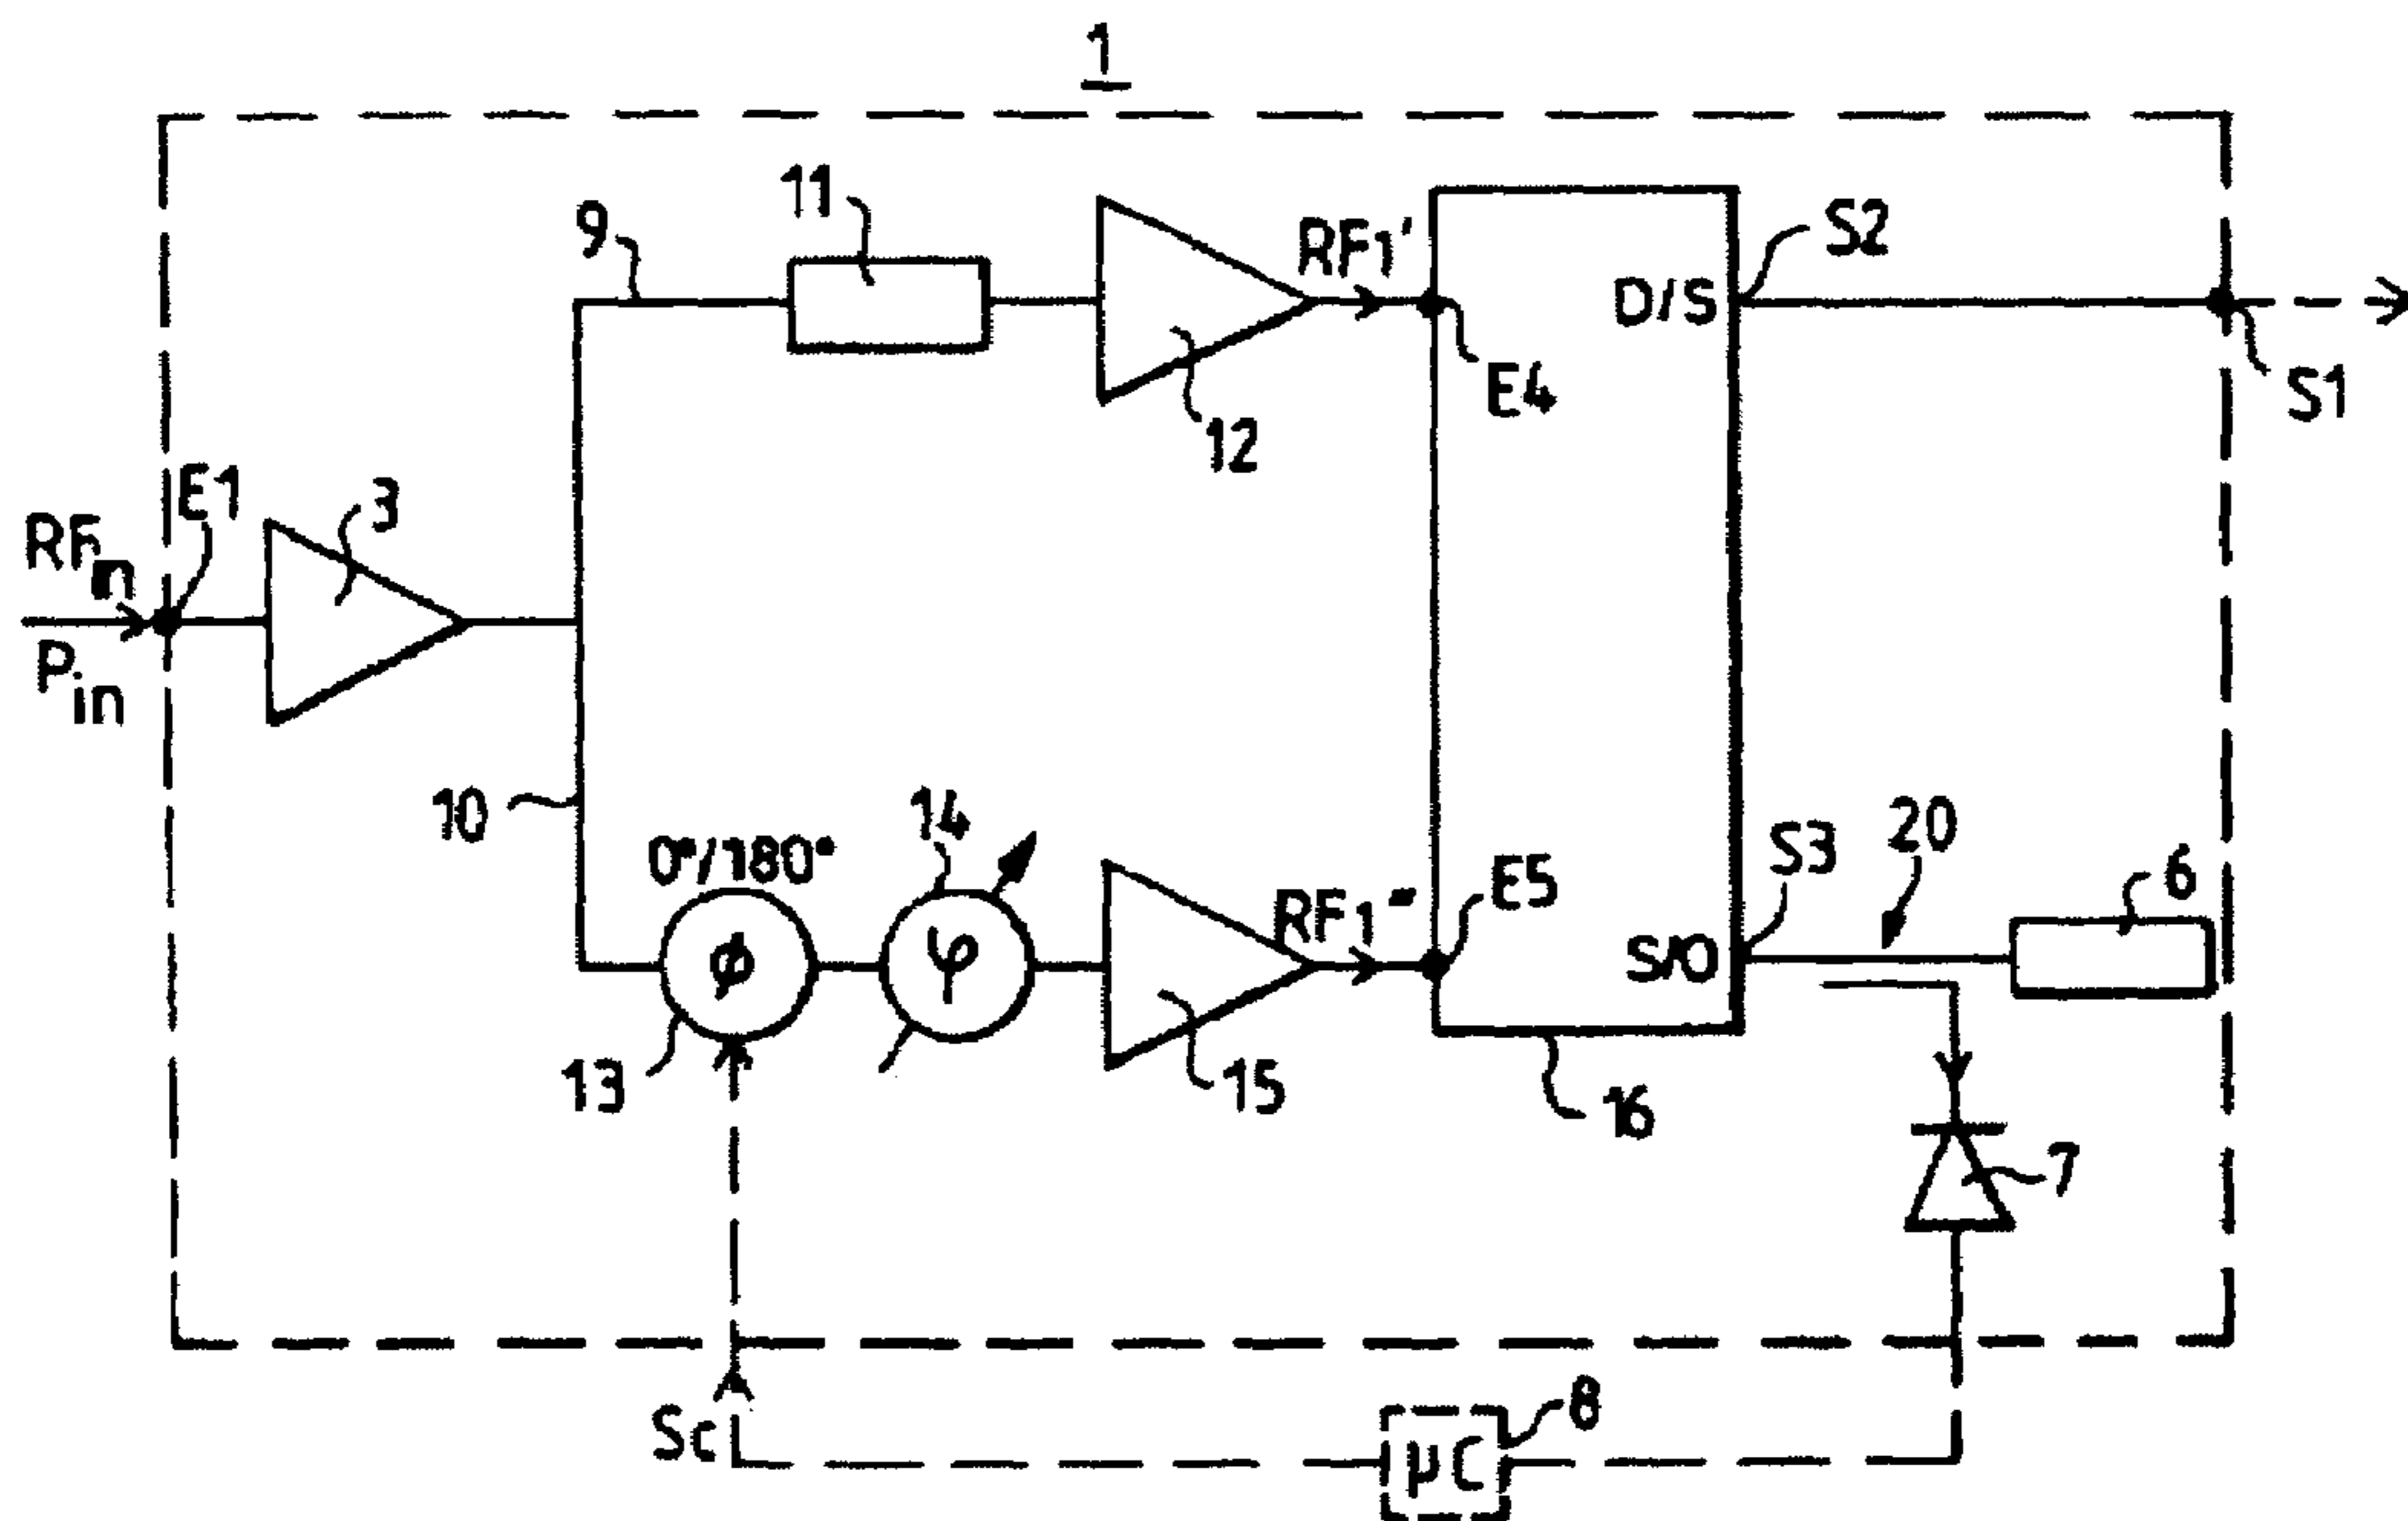 1
11
9
RF1'
S2
D/S
E4
S1
12
E1
3
RFin
Pin
10
14
0°/180°
20
S3
E5
6
RF1"
S/O
φ
φ
13
15
16
7
8
Sc
μC